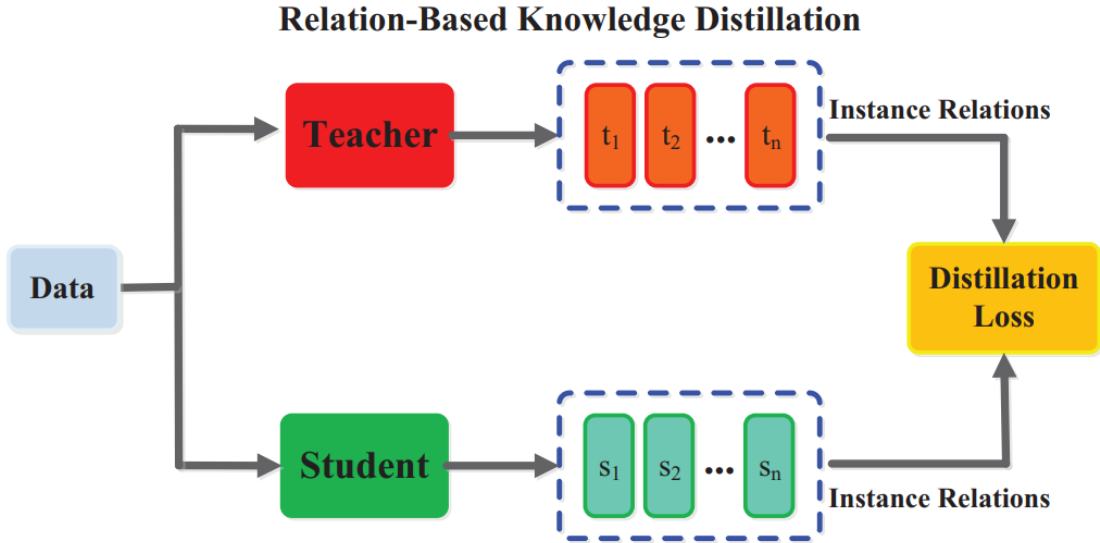 Relation-Based Knowledge Distillation
Teacher
t₁ t₂ ... tₙ
Instance Relations
Data
Distillation
Loss
Student
s₁ s₂ ... sₙ
Instance Relations